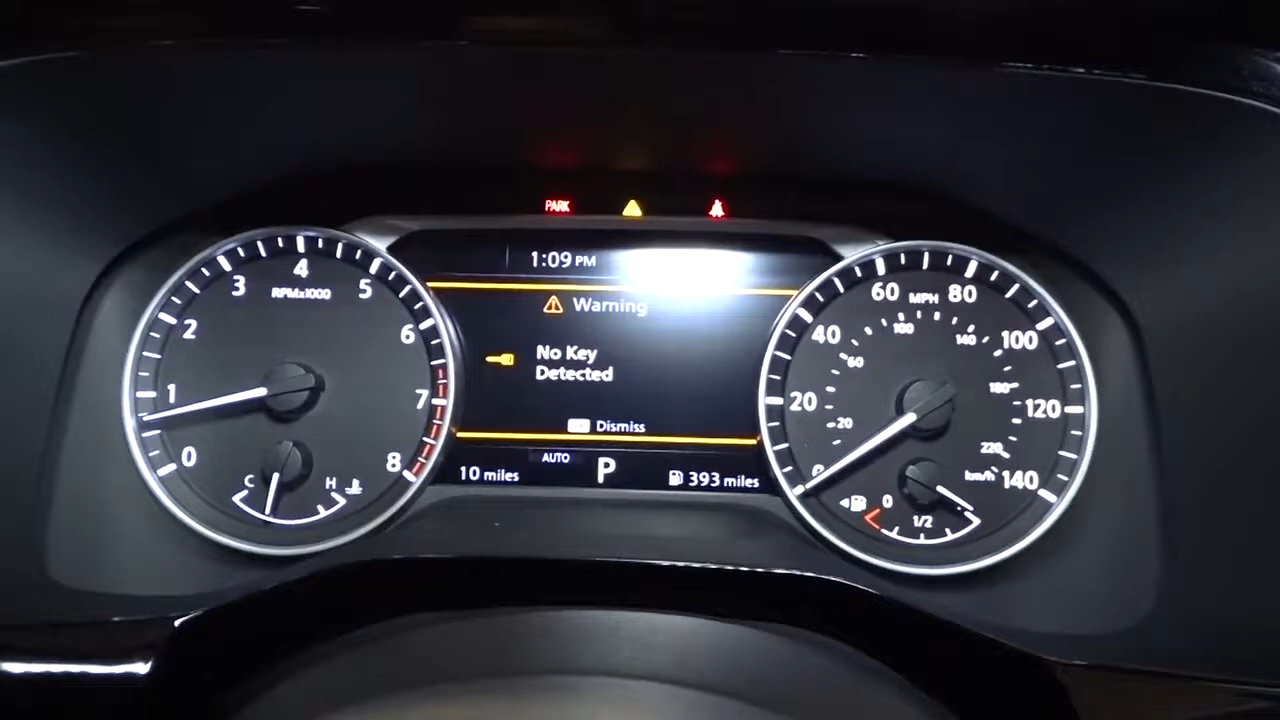 PARK
1:09 PM
Warning
No Key
Detected
Dismiss
AUTO
P
10 miles
393 miles
0
1
2
3
4
5
6
7
8
RPMx1000
C
H
0
20
40
60
80
100
120
140
MPH
20
60
100
140
180
220
km/h
0
1/2